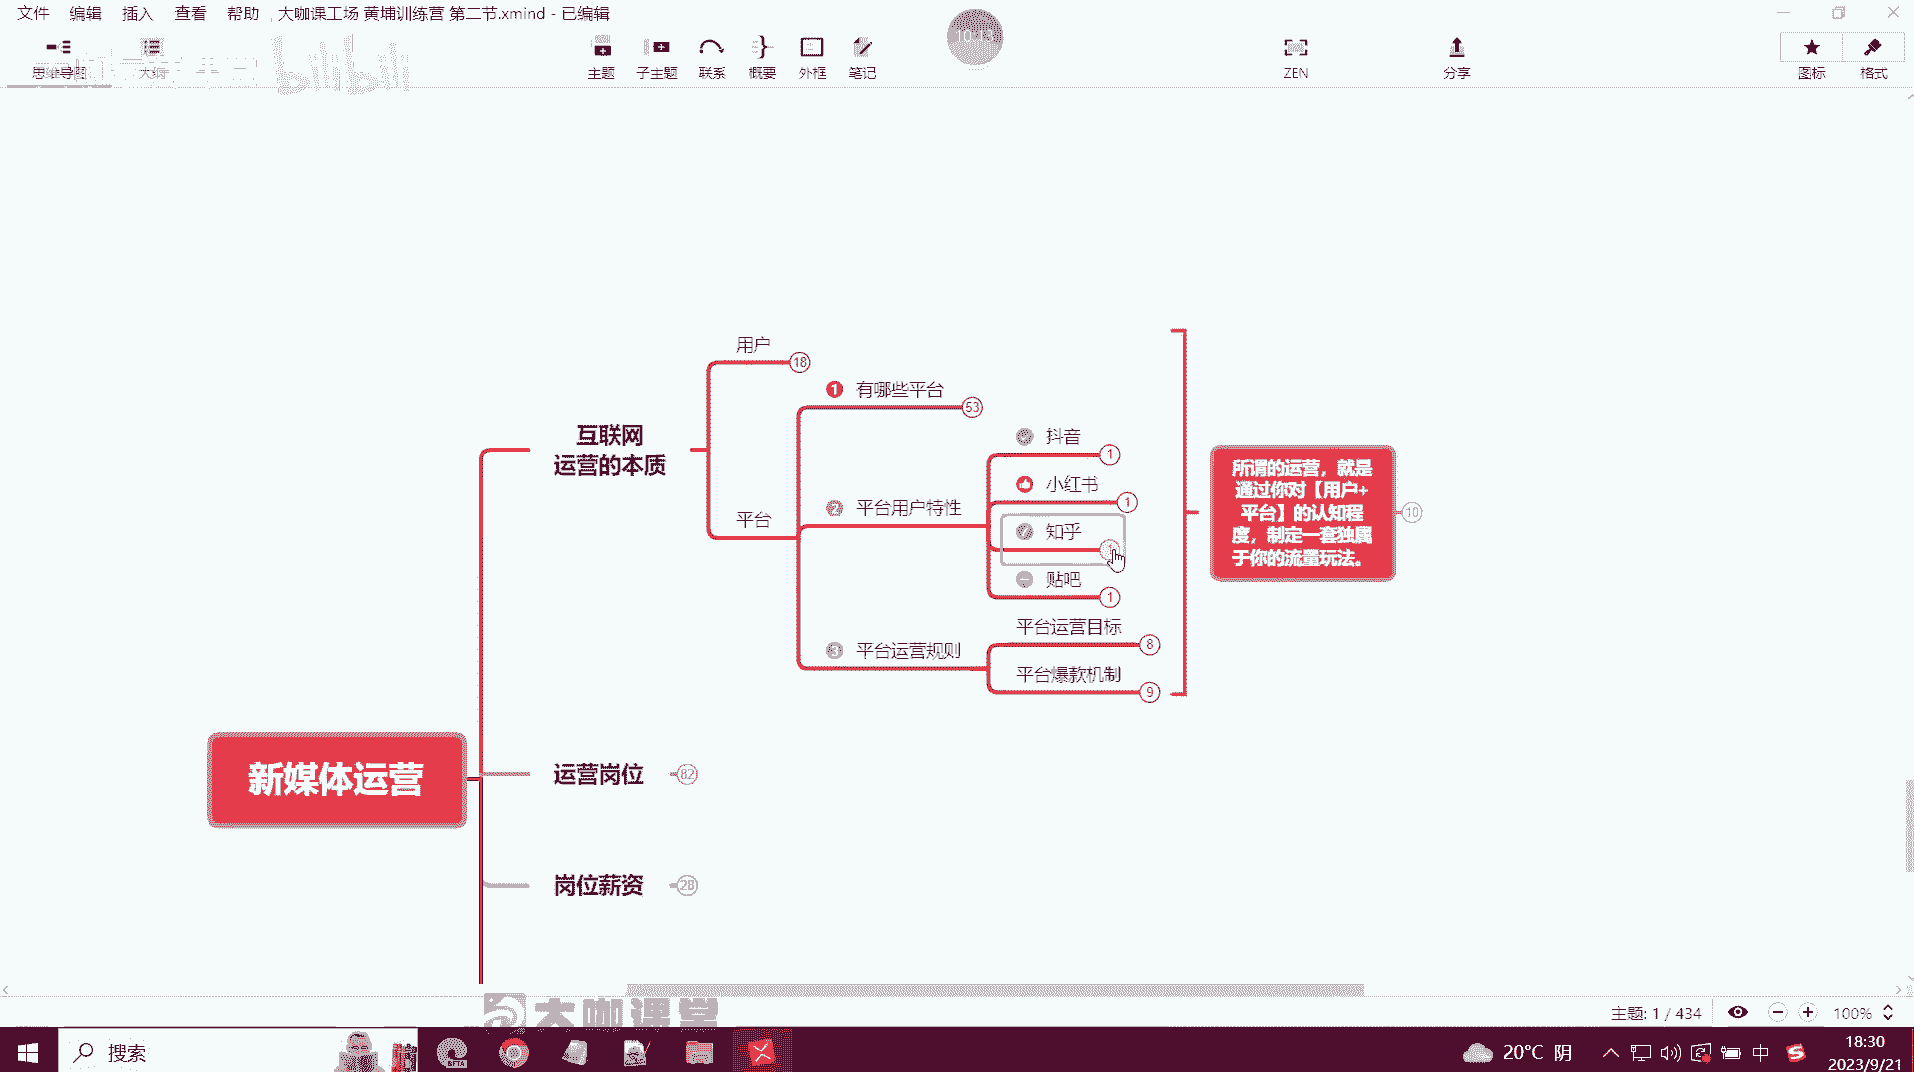 文件 编辑 插入 查看 帮助 大咖课工场 黄埔训练营 第二节.xmind - 已编辑
思维导图 大纲 主题 子主题 联系 概要 外框 笔记 ZEN 分享 图标 格式
bilibili
10:13
用户
18
1 有哪些平台
53
抖音
1
互联网
运营的本质
小红书
1
2 平台用户特性
平台
知乎
1
贴吧
1
平台运营目标
8
3 平台运营规则
平台爆款机制
9
所谓的运营,就是
通过你对【用户+
平台】的认知程
度,制定一套独属
于你的流量玩法。
10
新媒体运营
运营岗位
82
岗位薪资
28
大咖课堂
主题: 1 / 434
100%
搜索
BETA
20°C 阴
中
18:30
2023/9/21